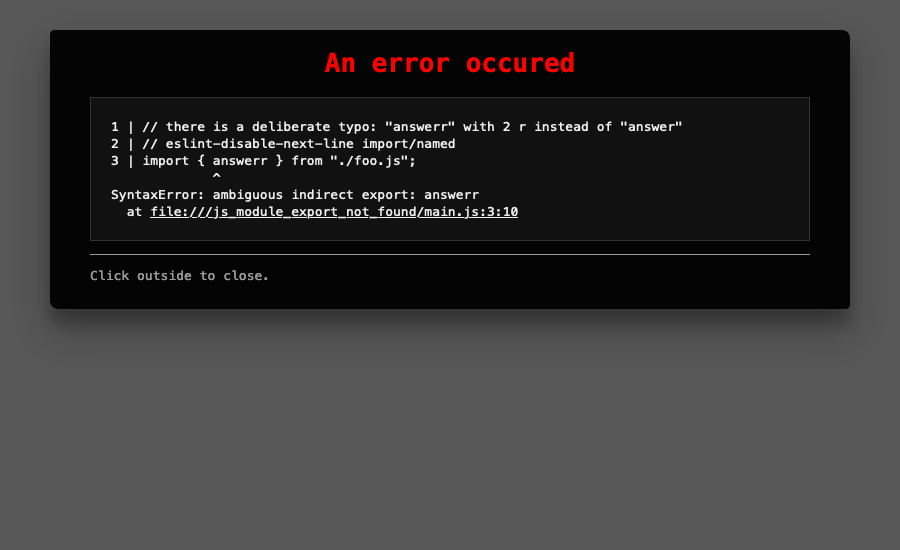 An error occured
1 | // there is a deliberate typo: "answerr" with 2 r instead of "answer"
2 | // eslint-disable-next-line import/named
3 | import { answerr } from "./foo.js";
^
SyntaxError: ambiguous indirect export: answerr
at file:///js_module_export_not_found/main.js:3:10
Click outside to close.